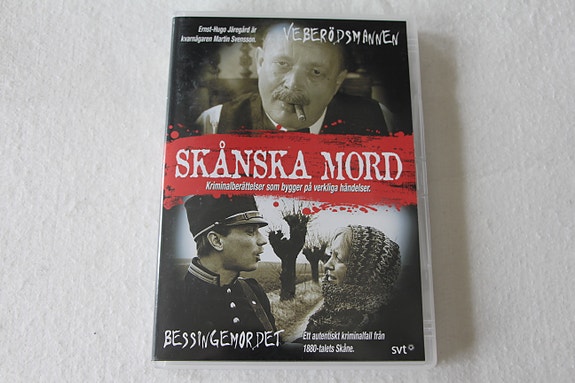 Ernst-Hugo Järegård är
kvarnägaren Martin Svensson.
VEBERÖDSMANNEN
SKÅNSKA MORD
Kriminalberättelser som bygger på verkliga händelser.
BESSINGEMORDET
Ett autentiskt kriminalfall från
1880-talets Skåne.
svt